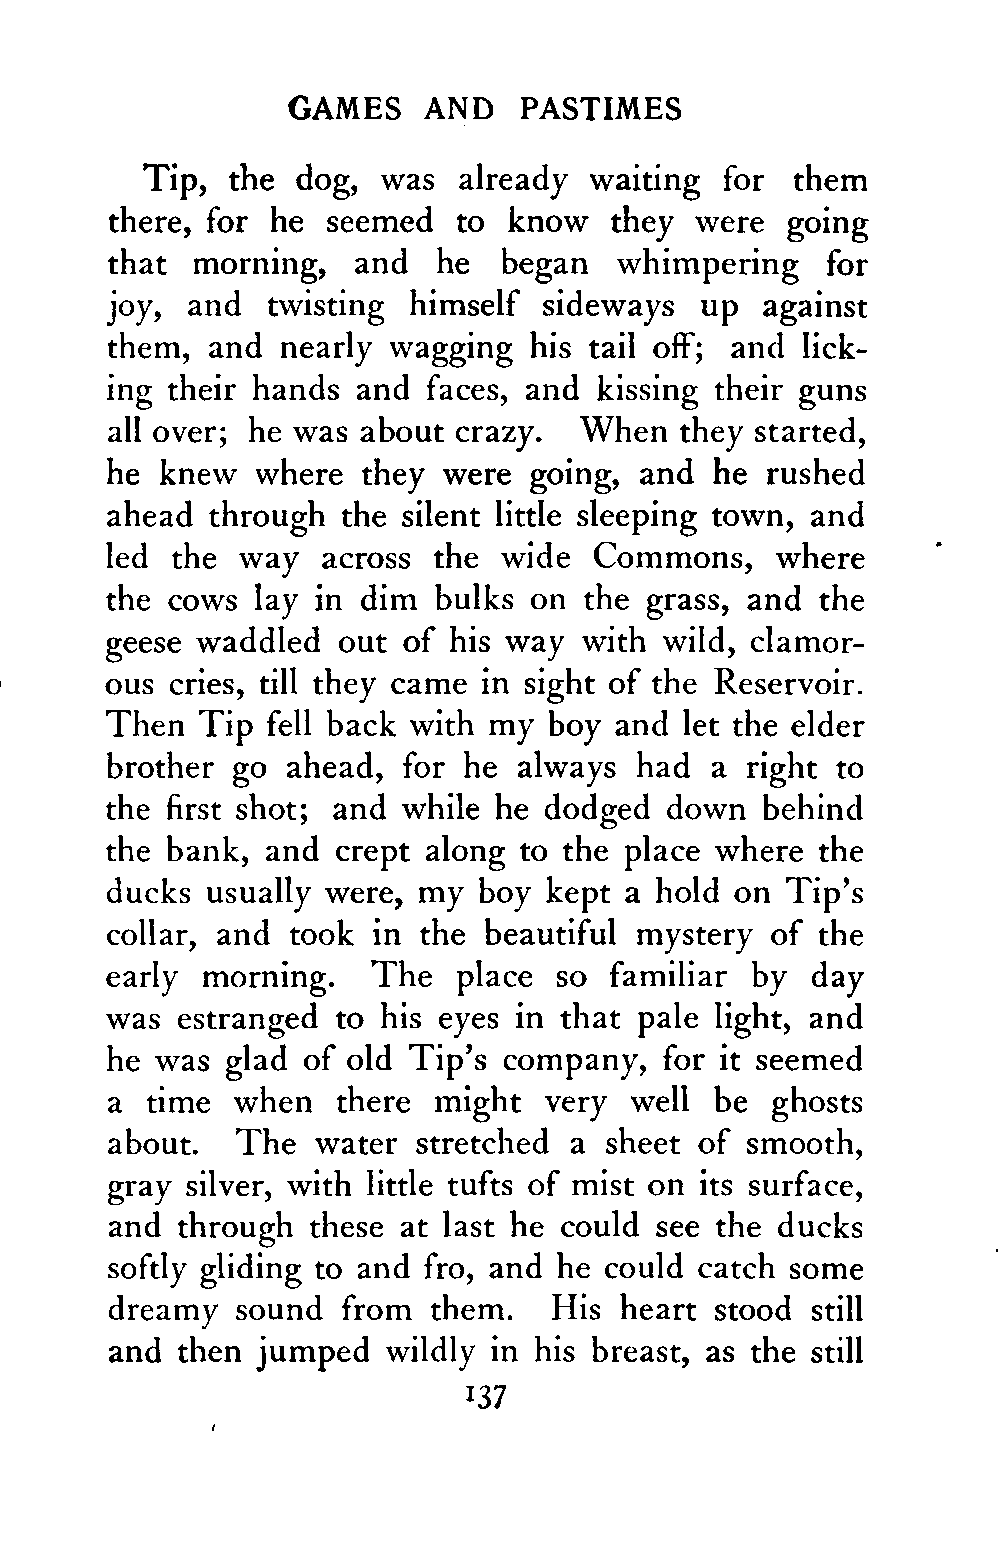 GAMES AND PASTIMES
Tip, the dog, was already waiting for them
there, for he seemed to know they were going
that morning, and he began whimpering for
joy, and twisting himself sideways up against
them, and nearly wagging his tail off; and lick-
ing their hands and faces, and kissing their guns
all over; he was about crazy. When they started,
he knew where they were going, and he rushed
ahead through the silent little sleeping town, and
led the way across the wide Commons, where
the cows lay in dim bulks on the grass, and the
geese waddled out of his way with wild, clamor-
ous cries, till they came in sight of the Reservoir.
Then Tip fell back with my boy and let the elder
brother go ahead, for he always had a right to
the first shot; and while he dodged down behind
the bank, and crept along to the place where the
ducks usually were, my boy kept a hold on Tip's
collar, and took in the beautiful mystery of the
early morning. The place so familiar by day
was estranged to his eyes in that pale light, and
he was glad of old Tip's company, for it seemed
a time when there might very well be ghosts
about. The water stretched a sheet of smooth,
gray silver, with little tufts of mist on its surface,
and through these at last he could see the ducks
softly gliding to and fro, and he could catch some
dreamy sound from them. His heart stood still
and then jumped wildly in his breast, as the still
137